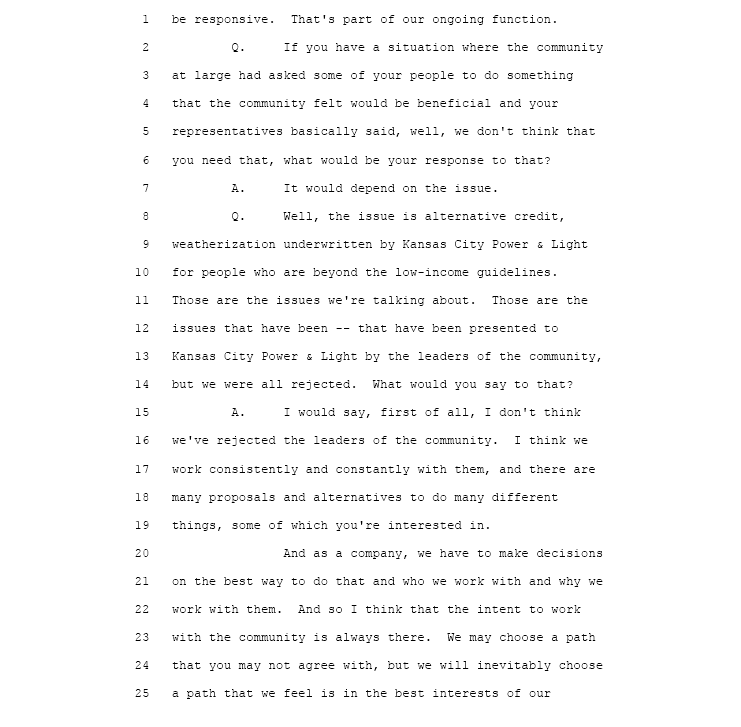 1 be responsive. That's part of our ongoing function.
2 Q. If you have a situation where the community
3 at large had asked some of your people to do something
4 that the community felt would be beneficial and your
5 representatives basically said, well, we don't think that
6 you need that, what would be your response to that?
7 A. It would depend on the issue.
8 Q. Well, the issue is alternative credit,
9 weatherization underwritten by Kansas City Power & Light
10 for people who are beyond the low-income guidelines.
11 Those are the issues we're talking about. Those are the
12 issues that have been -- that have been presented to
13 Kansas City Power & Light by the leaders of the community,
14 but we were all rejected. What would you say to that?
15 A. I would say, first of all, I don't think
16 we've rejected the leaders of the community. I think we
17 work consistently and constantly with them, and there are
18 many proposals and alternatives to do many different
19 things, some of which you're interested in.
20 And as a company, we have to make decisions
21 on the best way to do that and who we work with and why we
22 work with them. And so I think that the intent to work
23 with the community is always there. We may choose a path
24 that you may not agree with, but we will inevitably choose
25 a path that we feel is in the best interests of our